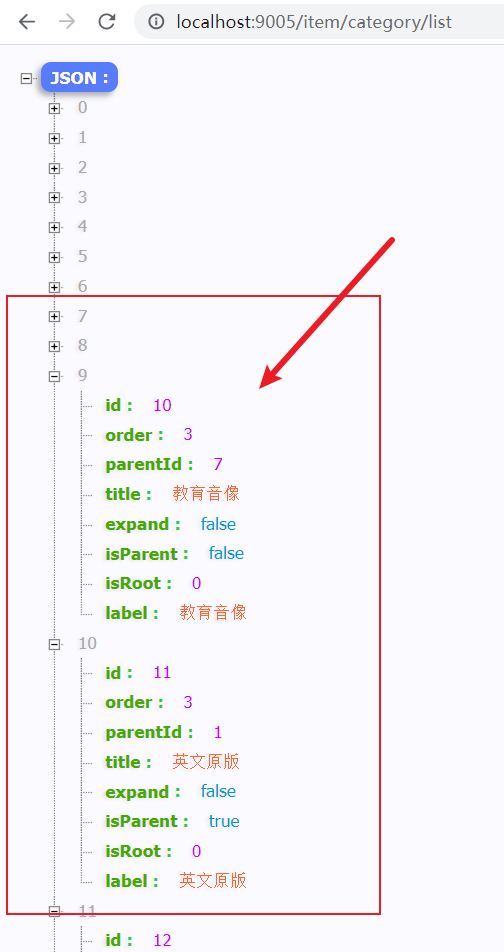 localhost:9005/item/category/list
JSON :
0
1
2
3
4
5
6
7
8
9
id : 10
order : 3
parentId : 7
title : 教育音像
expand : false
isParent : false
isRoot : 0
label : 教育音像
10
id : 11
order : 3
parentId : 1
title : 英文原版
expand : false
isParent : true
isRoot : 0
label : 英文原版
11
id : 12